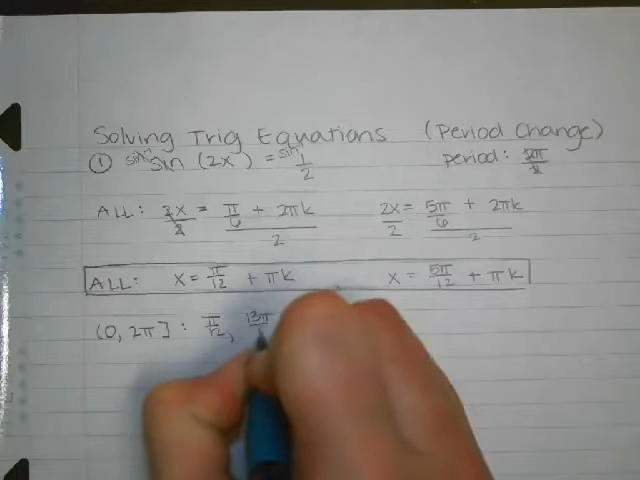 Solving Trig Equations (Period Change)
① sin⁻¹ sin (2x) = sin⁻¹ 1/2 period: 2π/2
ALL: 2x/2 = π/6 + 2πk / 2 2x/2 = 5π/6 + 2πk / 2
ALL: x = π/12 + πk x = 5π/12 + πk
(0, 2π] : π/12, 13π